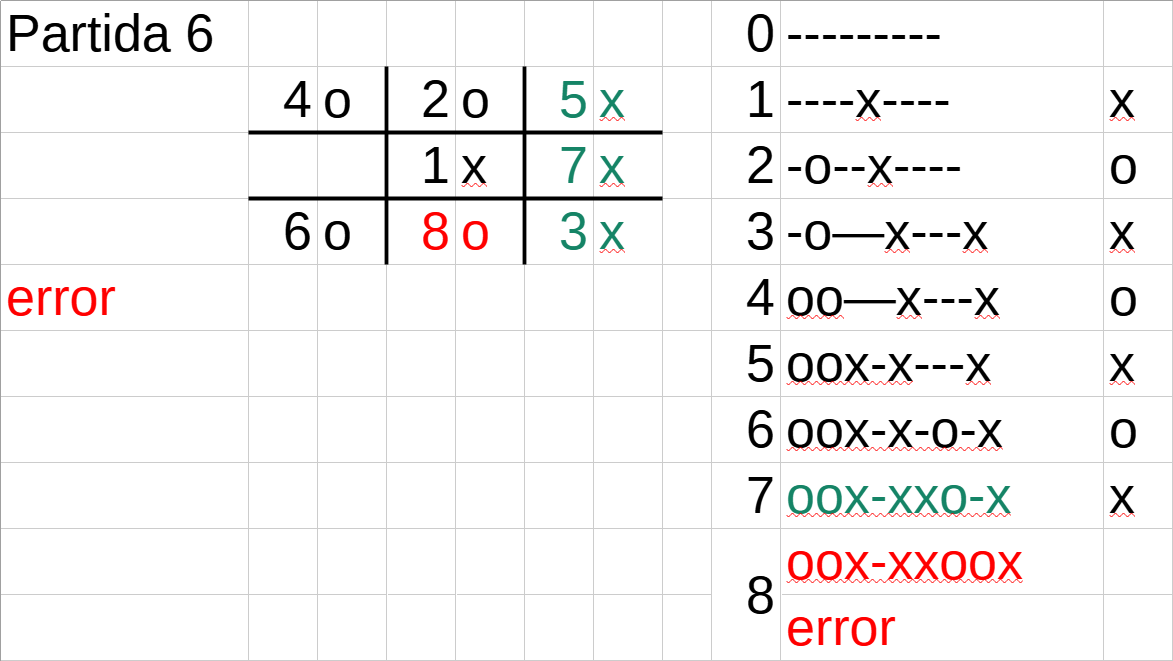 Partida 6
0 ---------
4 o 2 o 5 x
1 ----x---- x
1 x 7 x
2 -o--x---- o
6 o 8 o 3 x
3 -o—x---x x
error
4 oo—x---x o
5 oox-x---x x
6 oox-x-o-x o
7 oox-xxo-x x
8 oox-xxoox
error